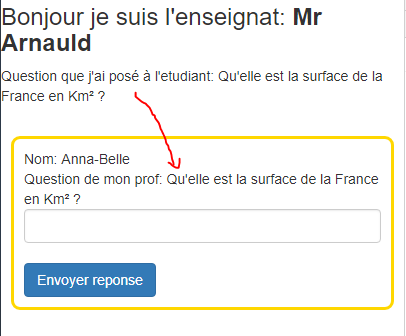 Bonjour je suis l'enseignat: Mr
Arnauld
Question que j'ai posé à l'etudiant: Qu'elle est la surface de la
France en Km² ?
Nom: Anna-Belle
Question de mon prof: Qu'elle est la surface de la France
en Km² ?
Envoyer reponse